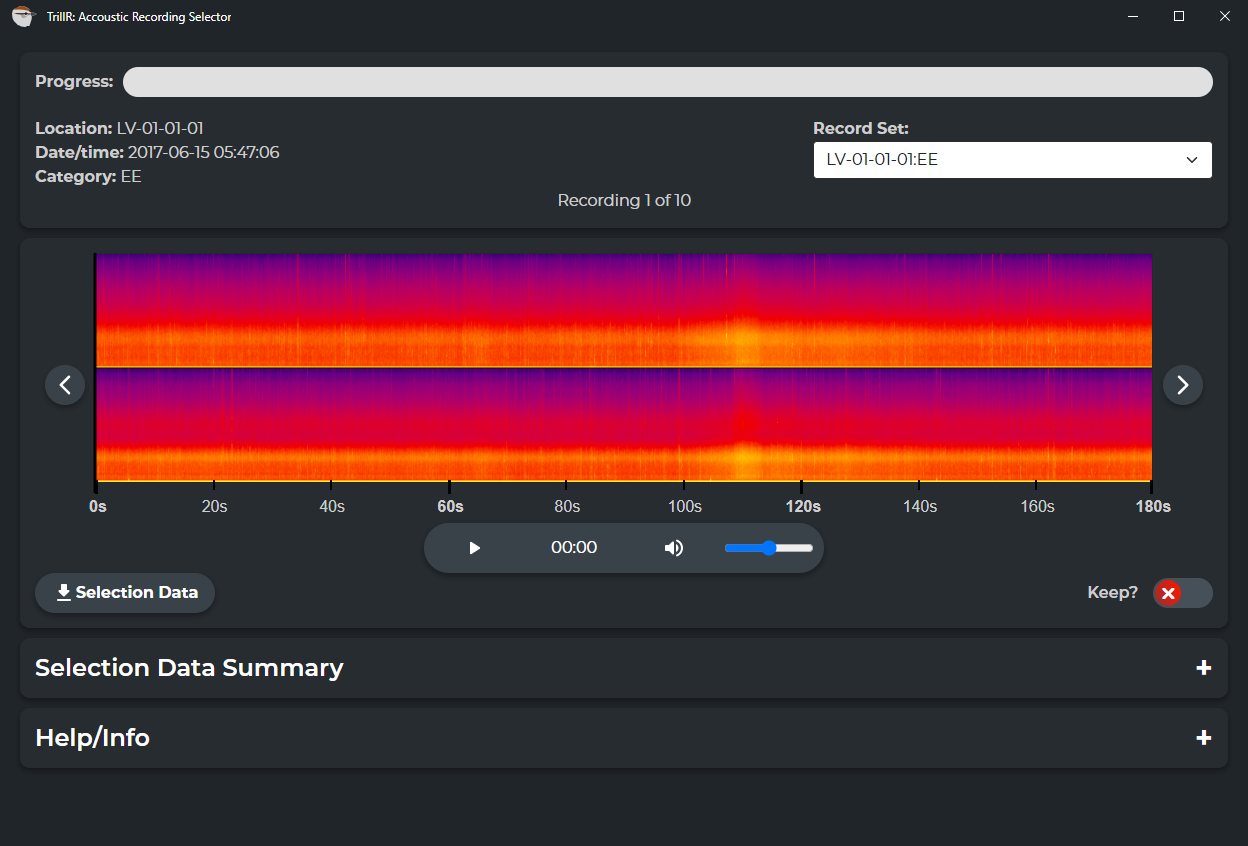 TrillR: Accoustic Recording Selector
Progress:
Location: LV-01-01-01
Date/time: 2017-06-15 05:47:06
Category: EE
Record Set:
LV-01-01-01:EE
Recording 1 of 10
0s 20s 40s 60s 80s 100s 120s 140s 160s 180s
00:00
Selection Data
Keep?
Selection Data Summary
Help/Info